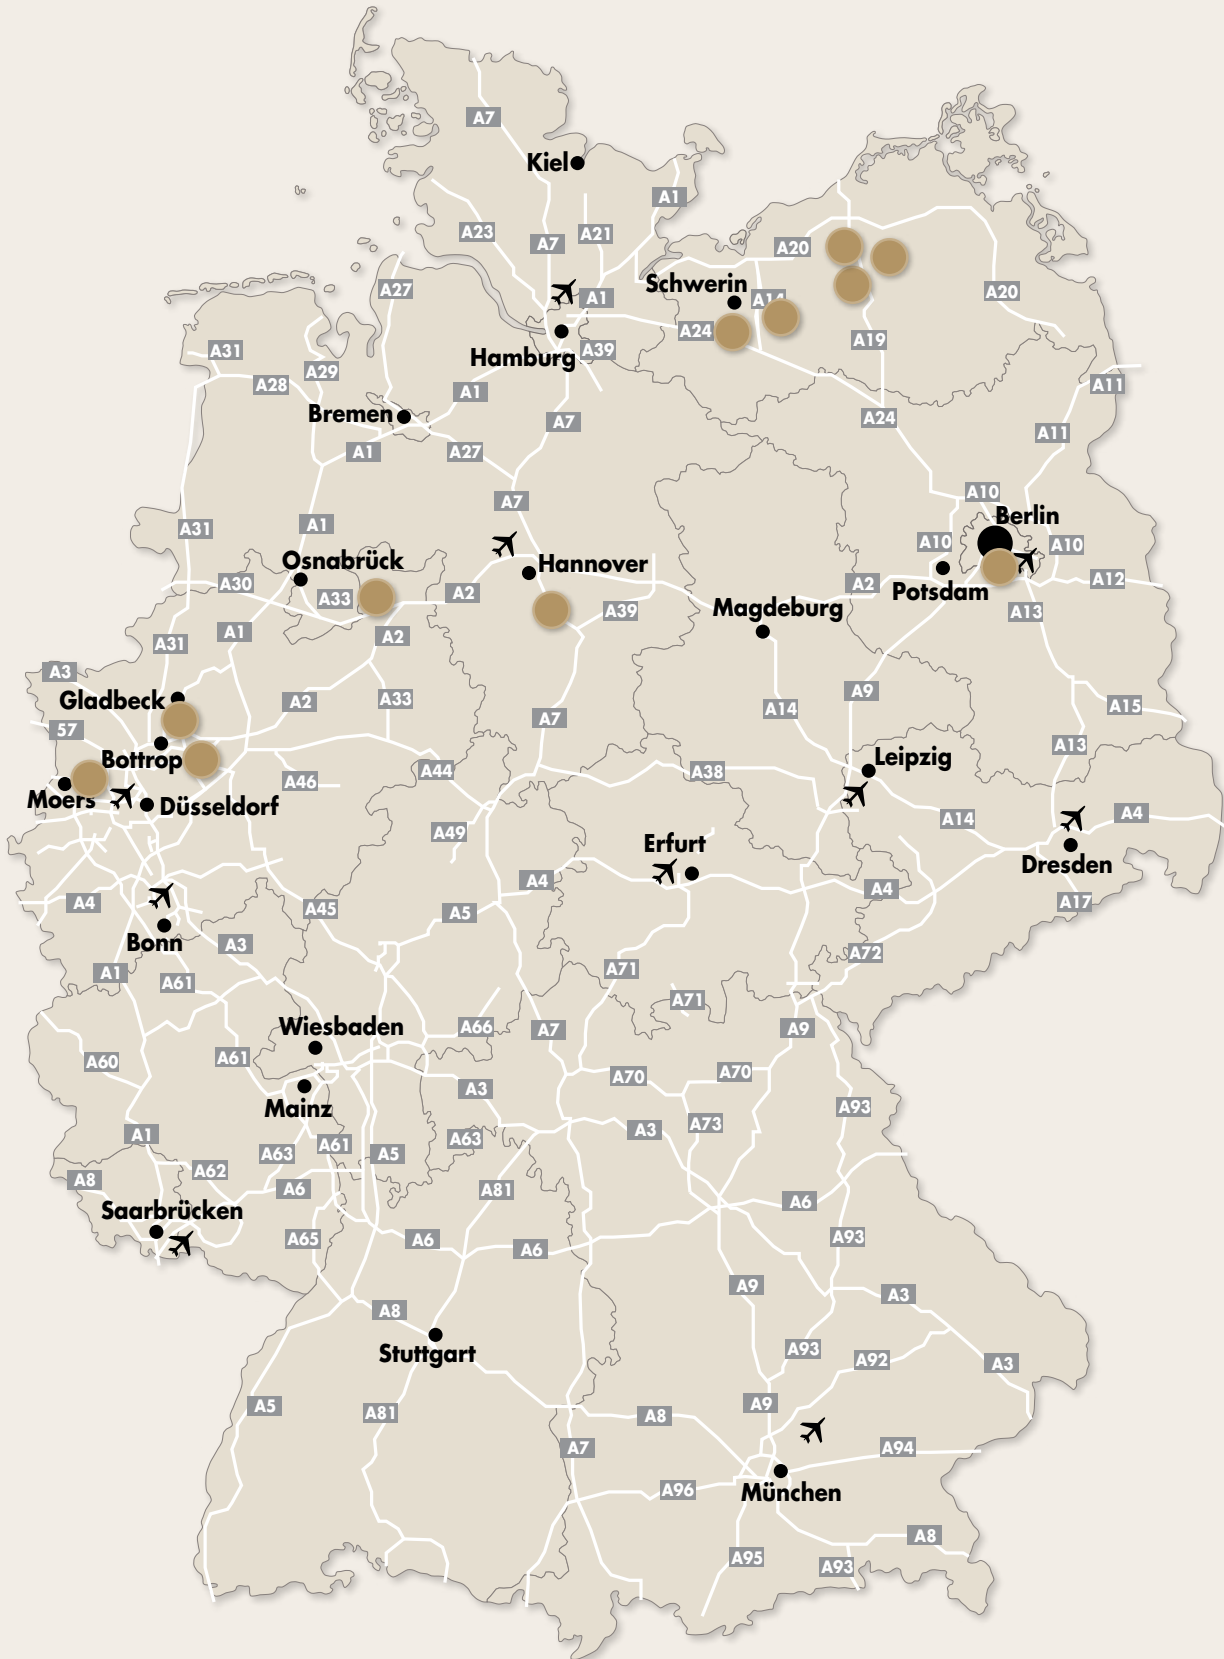 A7
Kiel
A1
A23
A21
A7
A20
Schwerin
A27
A1
A14
A20
A24
A19
Hamburg
A39
A31
A29
A28
A11
A1
Bremen
A7
A24
A11
A1
A27
A10
A7
Berlin
A31
A1
A10
A10
Osnabrück
Hannover
A30
A33
A2
A2
Potsdam
A12
A39
Magdeburg
A13
A31
A1
A2
A3
Gladbeck
A2
A33
A9
A14
A15
57
A7
A13
Bottrop
A44
A38
Leipzig
A46
Moers
Düsseldorf
A49
Erfurt
A14
A4
Dresden
A4
A4
A4
A17
A45
A5
Bonn
A3
A72
A1
A61
A71
A71
Wiesbaden
A66
A7
A9
A60
A61
A70
A70
A3
Mainz
A93
A73
A1
A63
A61
A5
A63
A3
A8
A62
A6
A81
A6
Saarbrücken
A65
A6
A6
A93
A9
A3
A8
Stuttgart
A93
A92
A3
A5
A81
A8
A9
A7
A94
A96
München
A95
A93
A8